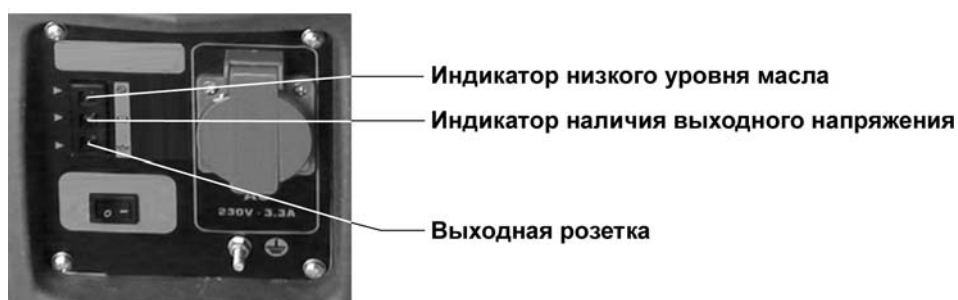 Индикатор низкого уровня масла
Индикатор наличия выходного напряжения
230V - 3.3A
Выходная розетка